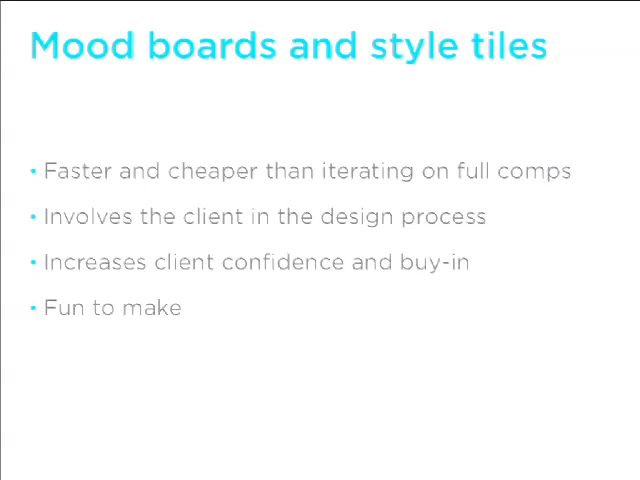 Mood boards and style tiles
• Faster and cheaper than iterating on full comps
• Involves the client in the design process
• Increases client confidence and buy-in
• Fun to make